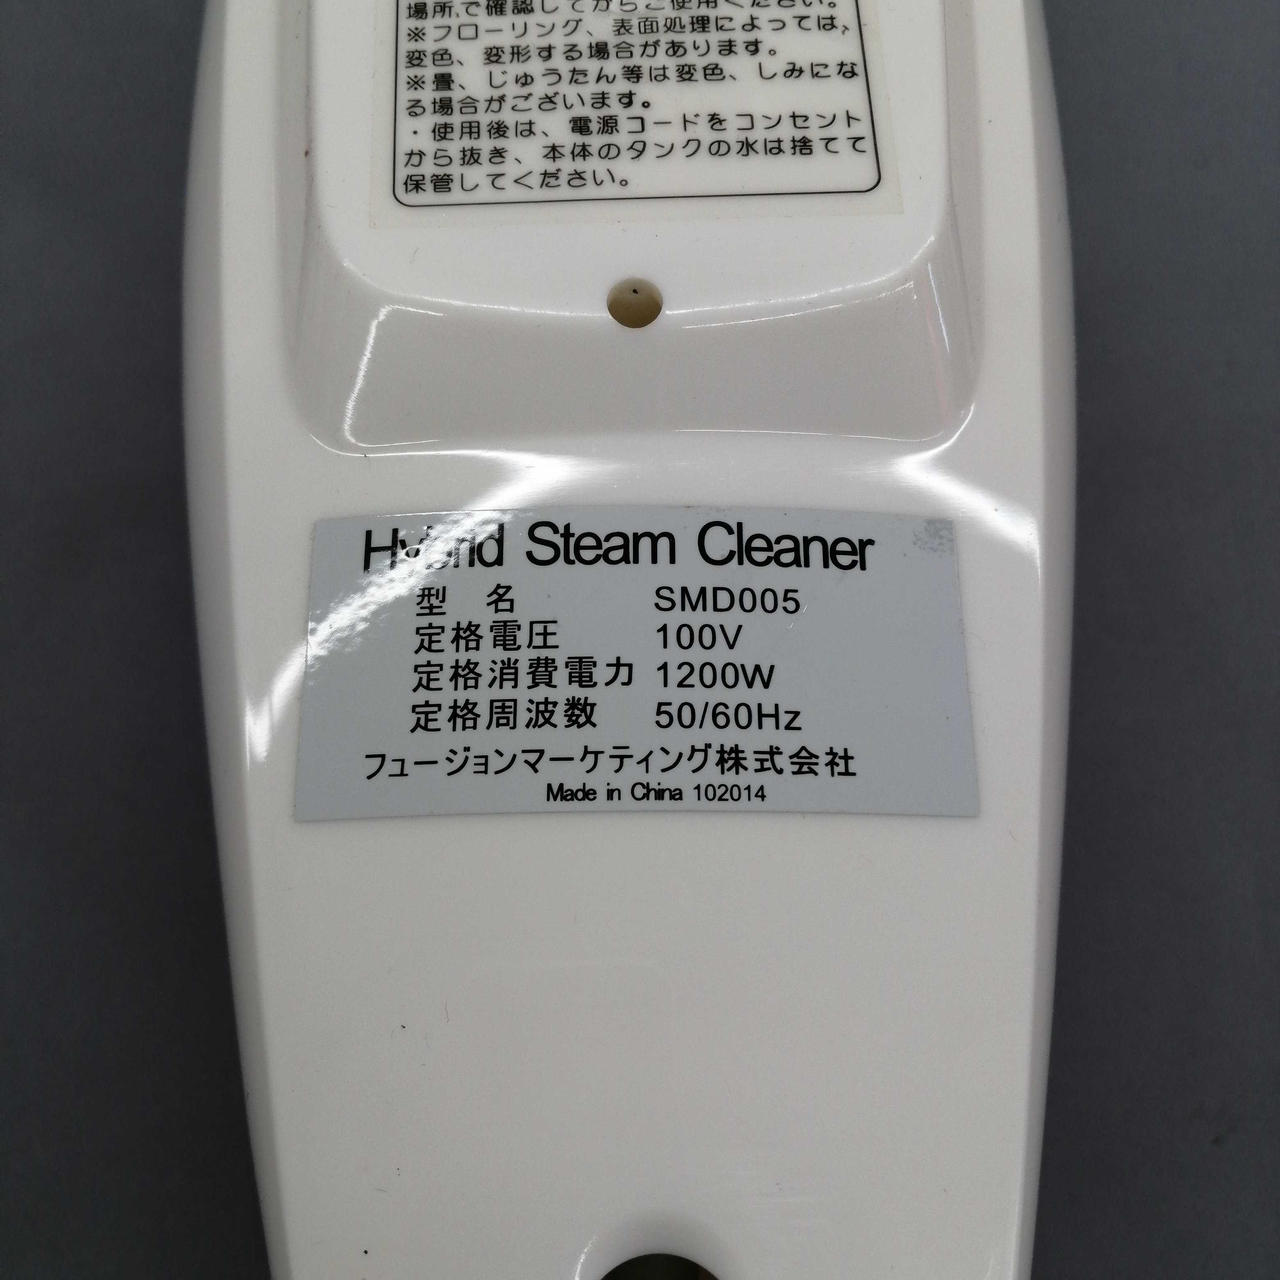 場所で確認してからご使用ください。
※フローリング、表面処理によっては、
変色、変形する場合があります。
※畳、じゅうたん等は変色、しみにな
る場合がございます。
・使用後は、電源コードをコンセント
から抜き、本体のタンクの水は捨てて
保管してください。
Hybrid Steam Cleaner
型 名 SMD005
定格電圧 100V
定格消費電力 1200W
定格周波数 50/60Hz
フュージョンマーケティング株式会社
Made in China 102014